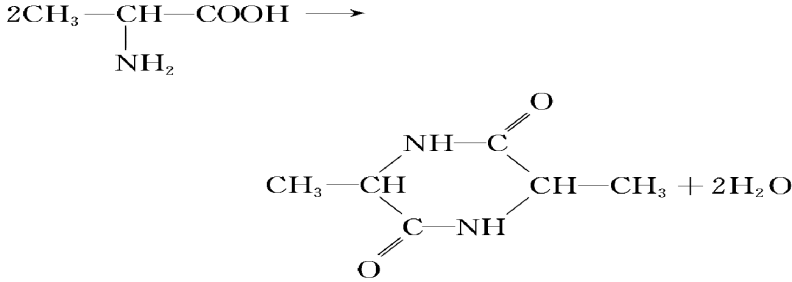 2CH₃—CH—COOH ⟶
NH₂
O
NH—C
CH₃—CH CH—CH₃ + 2H₂O
C—NH
O